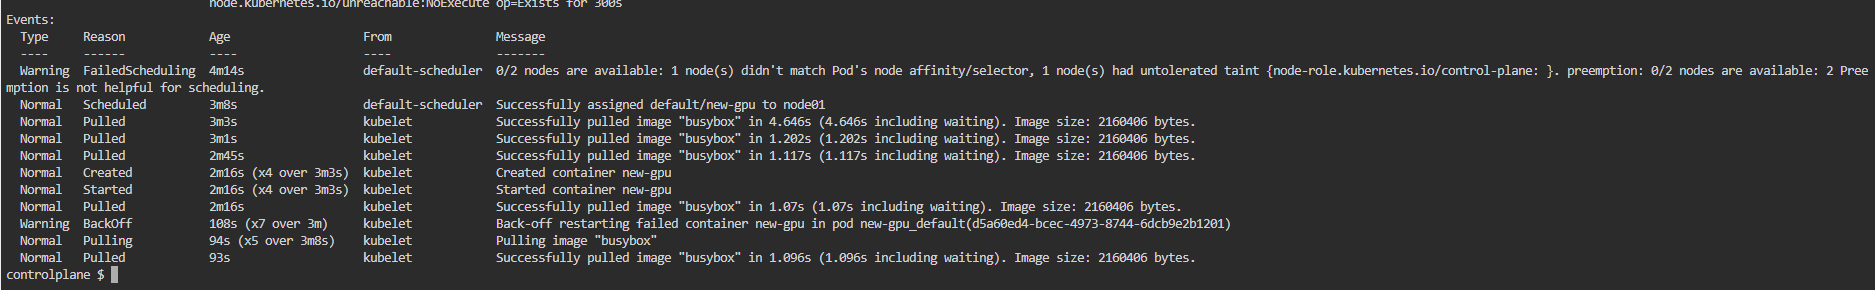 node.kubernetes.io/unreachable:NoExecute op=Exists for 300s
Events:
  Type     Reason            Age                  From               Message
  ----     ------            ----                 ----               -------
  Warning  FailedScheduling  4m14s                default-scheduler  0/2 nodes are available: 1 node(s) didn't match Pod's node affinity/selector, 1 node(s) had untolerated taint {node-role.kubernetes.io/control-plane: }. preemption: 0/2 nodes are available: 2 Pree
mption is not helpful for scheduling.
  Normal   Scheduled         3m8s                 default-scheduler  Successfully assigned default/new-gpu to node01
  Normal   Pulled            3m3s                 kubelet            Successfully pulled image "busybox" in 4.646s (4.646s including waiting). Image size: 2160406 bytes.
  Normal   Pulled            3m1s                 kubelet            Successfully pulled image "busybox" in 1.202s (1.202s including waiting). Image size: 2160406 bytes.
  Normal   Pulled            2m45s                kubelet            Successfully pulled image "busybox" in 1.117s (1.117s including waiting). Image size: 2160406 bytes.
  Normal   Created           2m16s (x4 over 3m3s)  kubelet            Created container new-gpu
  Normal   Started           2m16s (x4 over 3m3s)  kubelet            Started container new-gpu
  Normal   Pulled            2m16s                kubelet            Successfully pulled image "busybox" in 1.07s (1.07s including waiting). Image size: 2160406 bytes.
  Warning  BackOff           108s (x7 over 3m)    kubelet            Back-off restarting failed container new-gpu in pod new-gpu_default(d5a60ed4-bcec-4973-8744-6dcb9e2b1201)
  Normal   Pulling           94s (x5 over 3m8s)   kubelet            Pulling image "busybox"
  Normal   Pulled            93s                  kubelet            Successfully pulled image "busybox" in 1.096s (1.096s including waiting). Image size: 2160406 bytes.
controlplane $